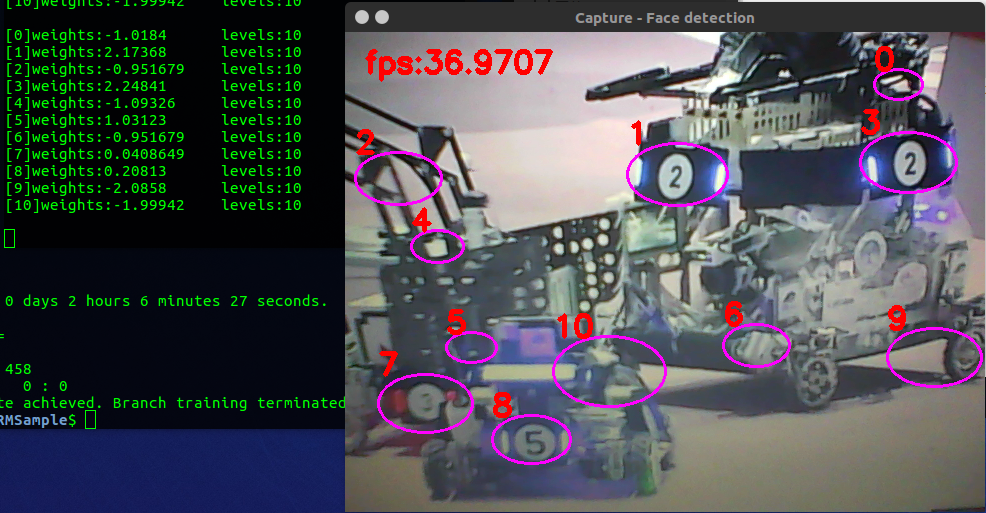 [10]weights:-1.99942 levels:10
[0]weights:-1.0184 levels:10
[1]weights:2.17368 levels:10
[2]weights:-0.951679 levels:10
[3]weights:2.24841 levels:10
[4]weights:-1.09326 levels:10
[5]weights:1.03123 levels:10
[6]weights:-0.951679 levels:10
[7]weights:0.0408649 levels:10
[8]weights:0.20813 levels:10
[9]weights:-2.0858 levels:10
[10]weights:-1.99942 levels:10
0 days 2 hours 6 minutes 27 seconds.
=
458
0 : 0
achieved. Branch training terminated
RMSample$
Capture - Face detection
fps:36.9707
0
1
3
2
2
2
4
5
10
6
9
7
3
8
5